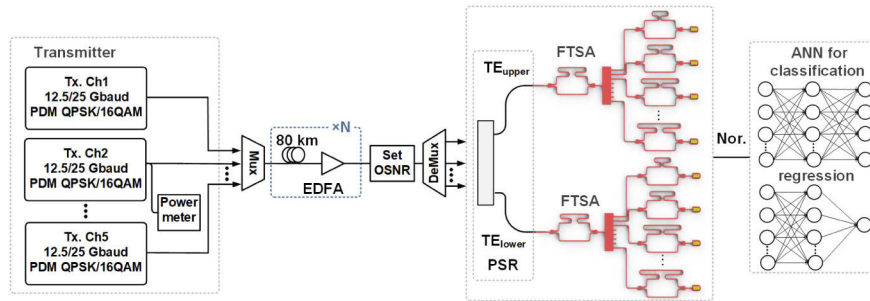 Transmitter
Tx. Ch1
12.5/25 Gbaud
PDM QPSK/16QAM
Tx. Ch2
12.5/25 Gbaud
PDM QPSK/16QAM
Power
meter
Tx. Ch5
12.5/25 Gbaud
PDM QPSK/16QAM
Mux
×N
80 km
EDFA
Set
OSNR
DeMux
TEupper
TElower
PSR
FTSA
FTSA
Nor.
ANN for
classification
regression